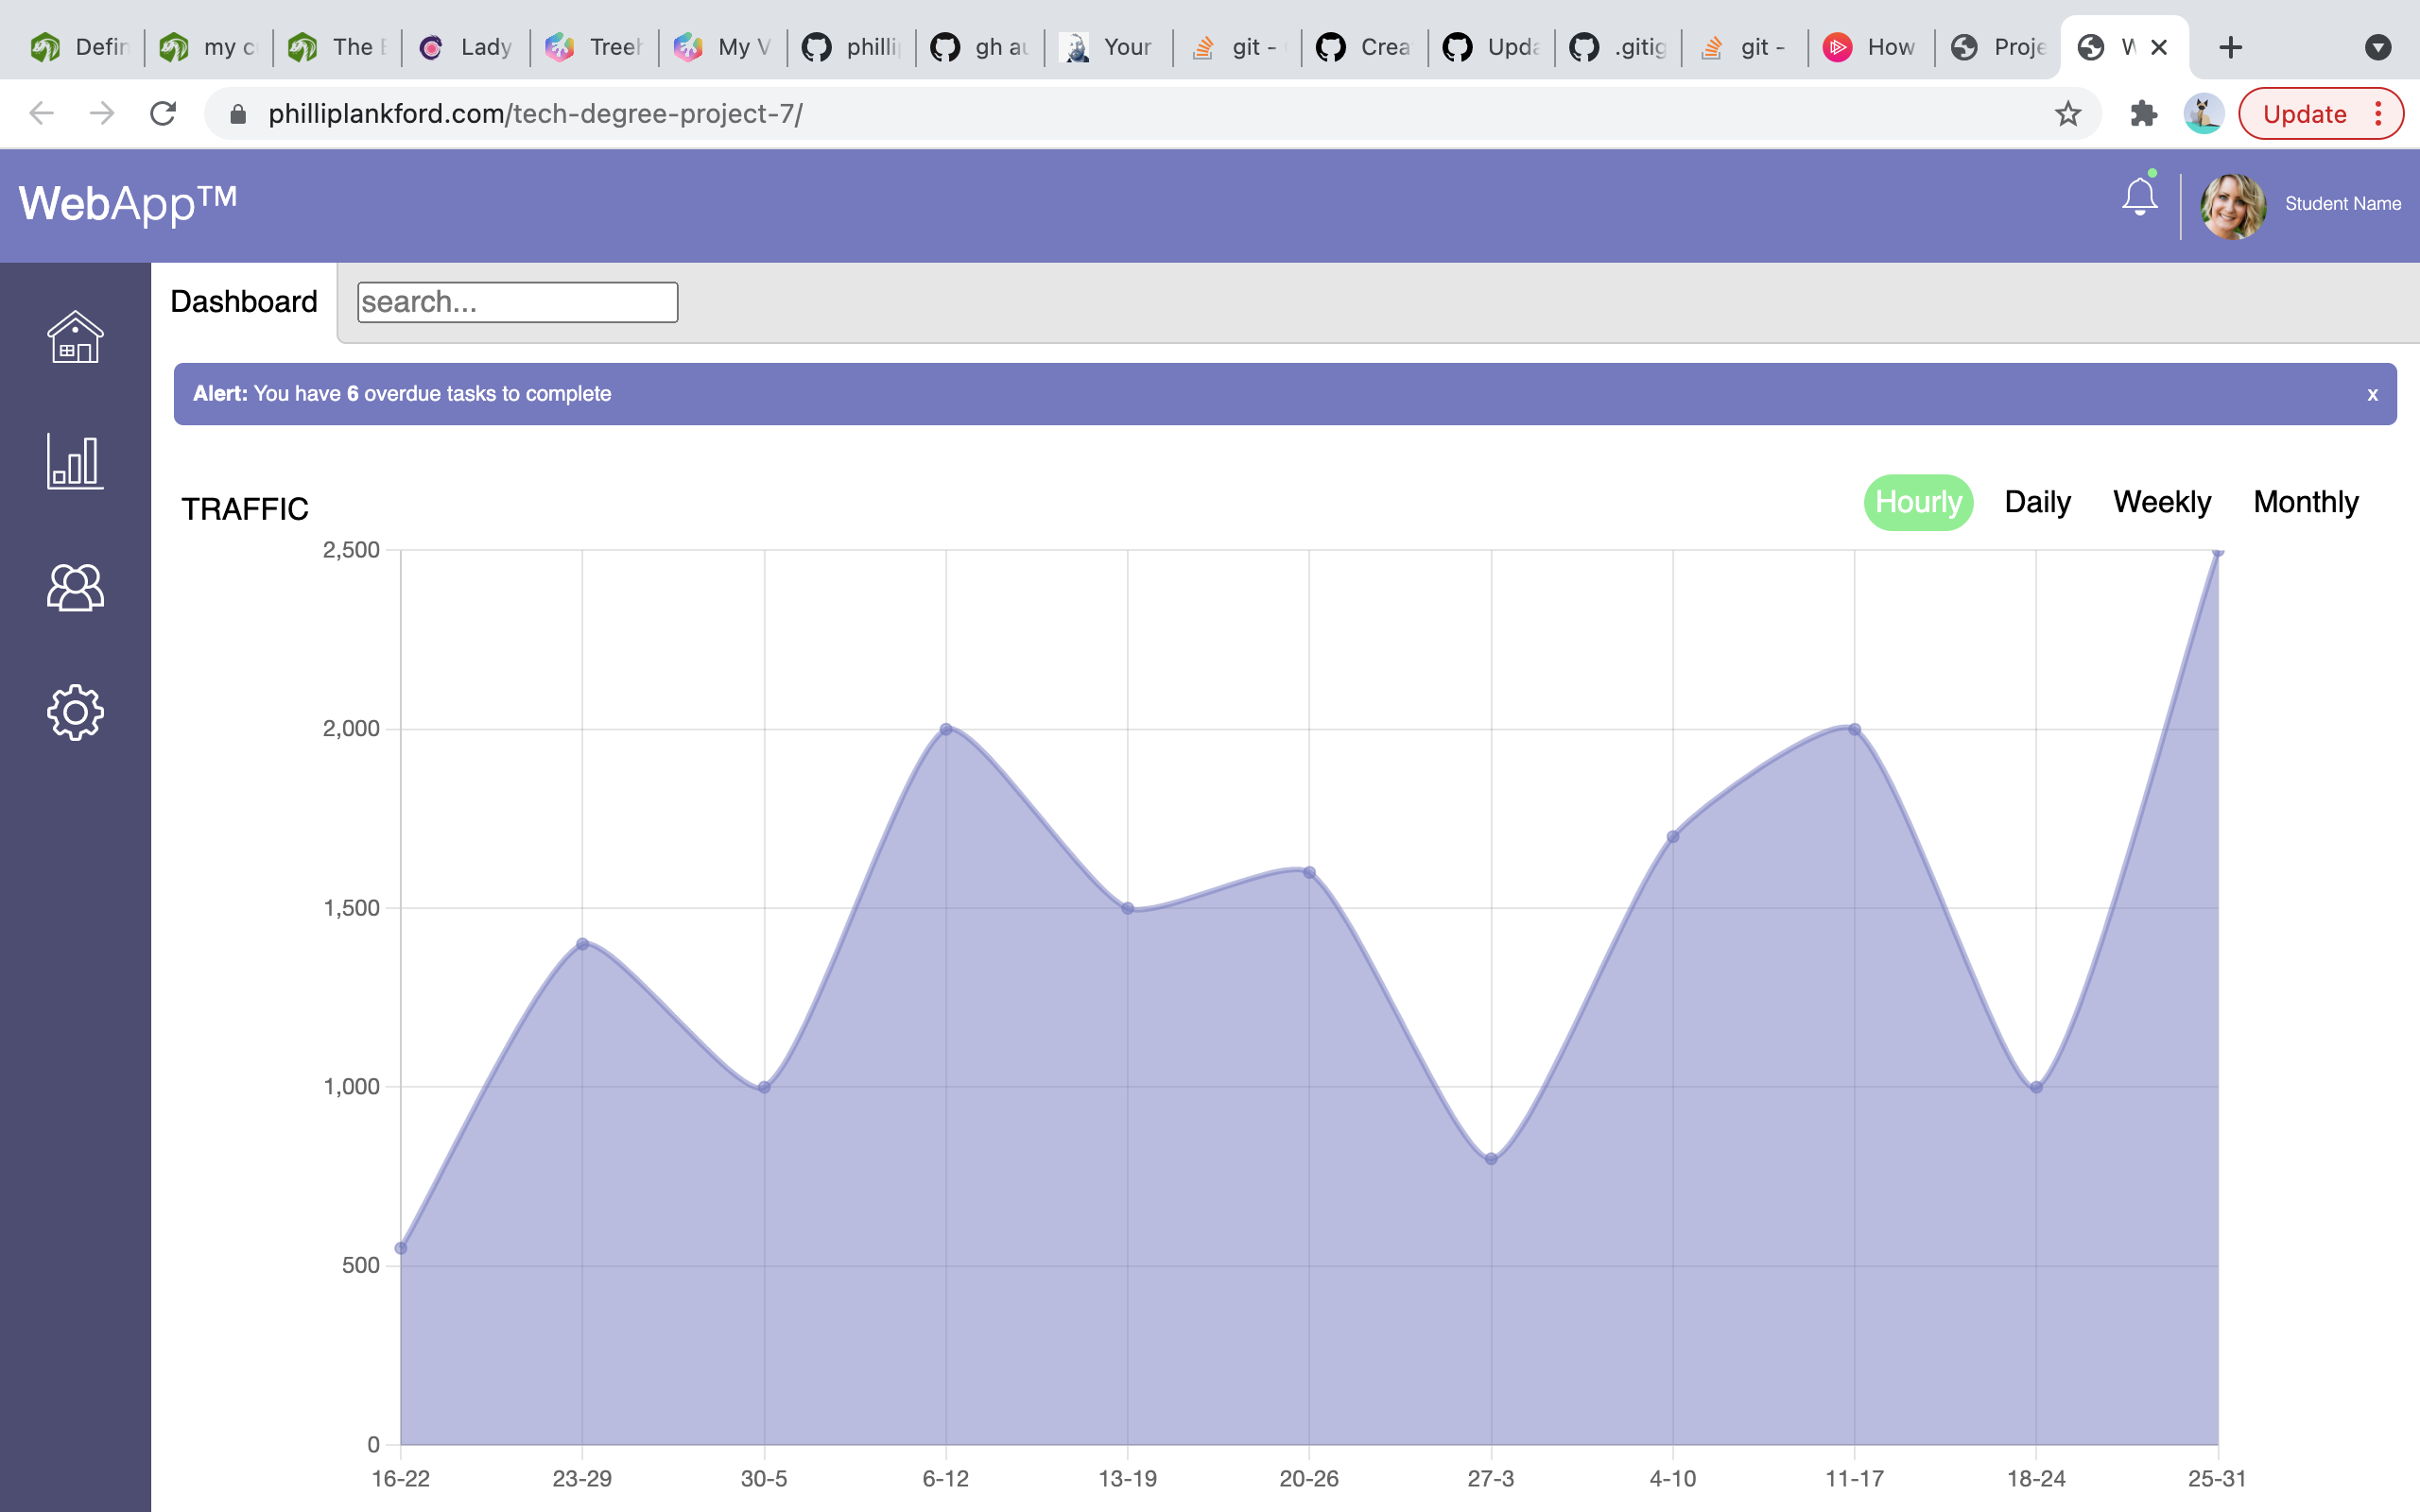 Defin my c The Lady Treeh My V philli gh au Your git - Crea Upda .gitig git - How Proje
philliplankford.com/tech-degree-project-7/ Update
WebApp™ Student Name
Dashboard search...
Alert: You have 6 overdue tasks to complete x
TRAFFIC Hourly Daily Weekly Monthly
2,500
2,000
1,500
1,000
500
0
16-22 23-29 30-5 6-12 13-19 20-26 27-3 4-10 11-17 18-24 25-31